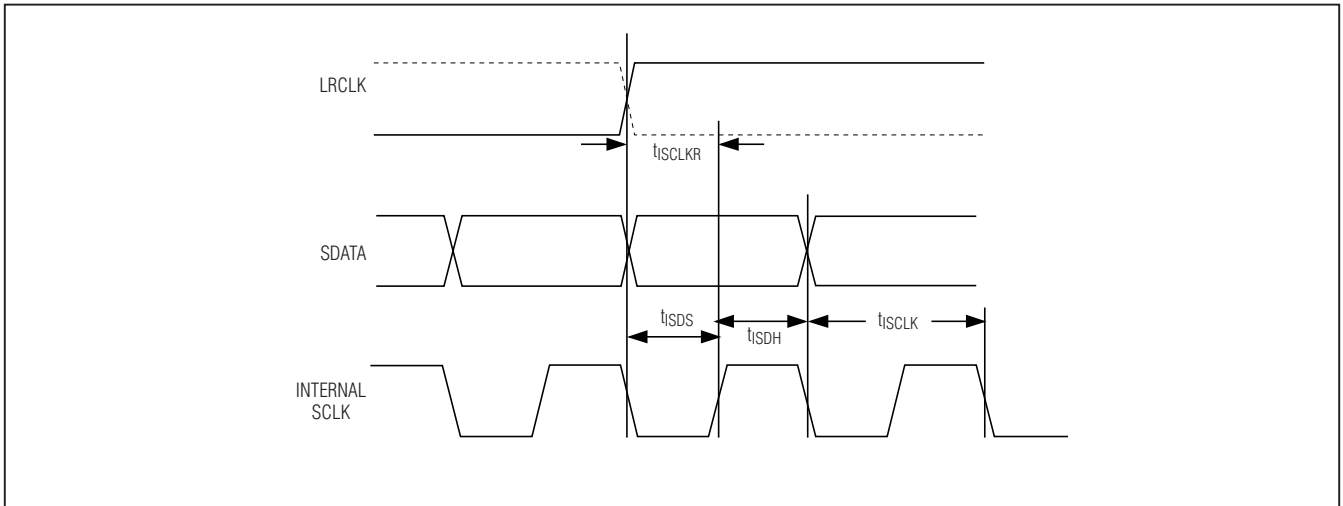 LRCLK
tISCLKR
SDATA
tISDS
tISDH
tISCLK
INTERNAL
SCLK